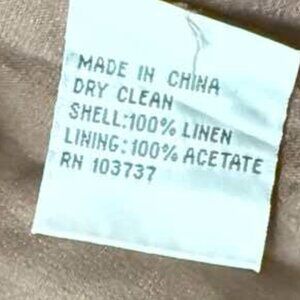 MADE IN CHINA
DRY CLEAN
SHELL:100% LINEN
LINING:100% ACETATE
RN 103737